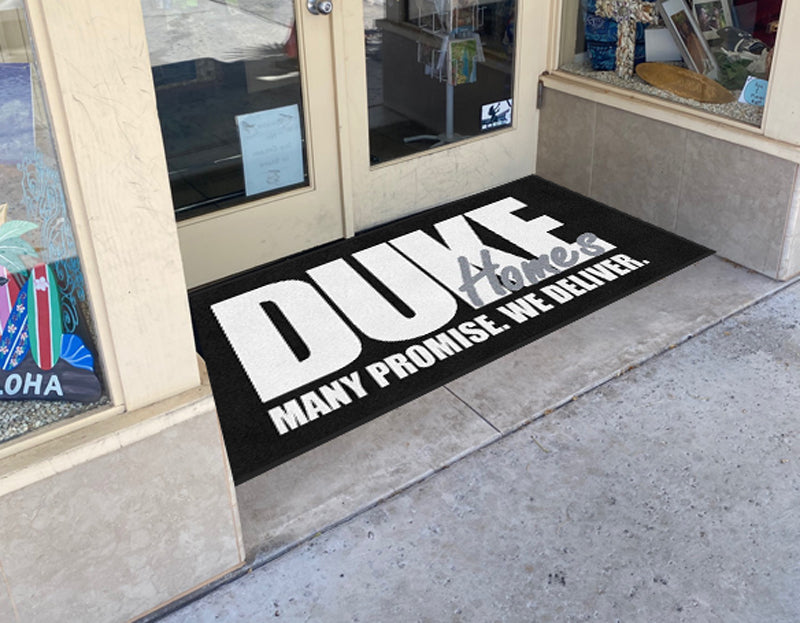 DUKE
Homes
MANY PROMISE. WE DELIVER.
ALOHA